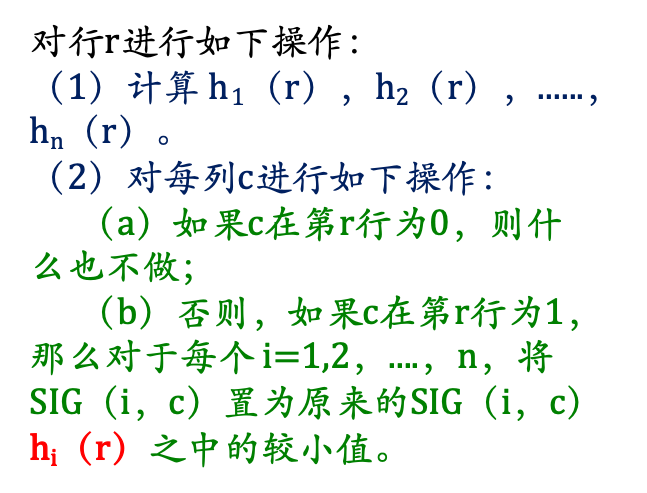 对行r进行如下操作：
（1）计算h₁（r），h₂（r），……，
hₙ（r）。
（2）对每列c进行如下操作：
（a）如果c在第r行为0，则什
么也不做；
（b）否则，如果c在第r行为1，
那么对于每个i=1,2，….，n，将
SIG（i，c）置为原来的SIG（i，c）
hᵢ（r）之中的较小值。